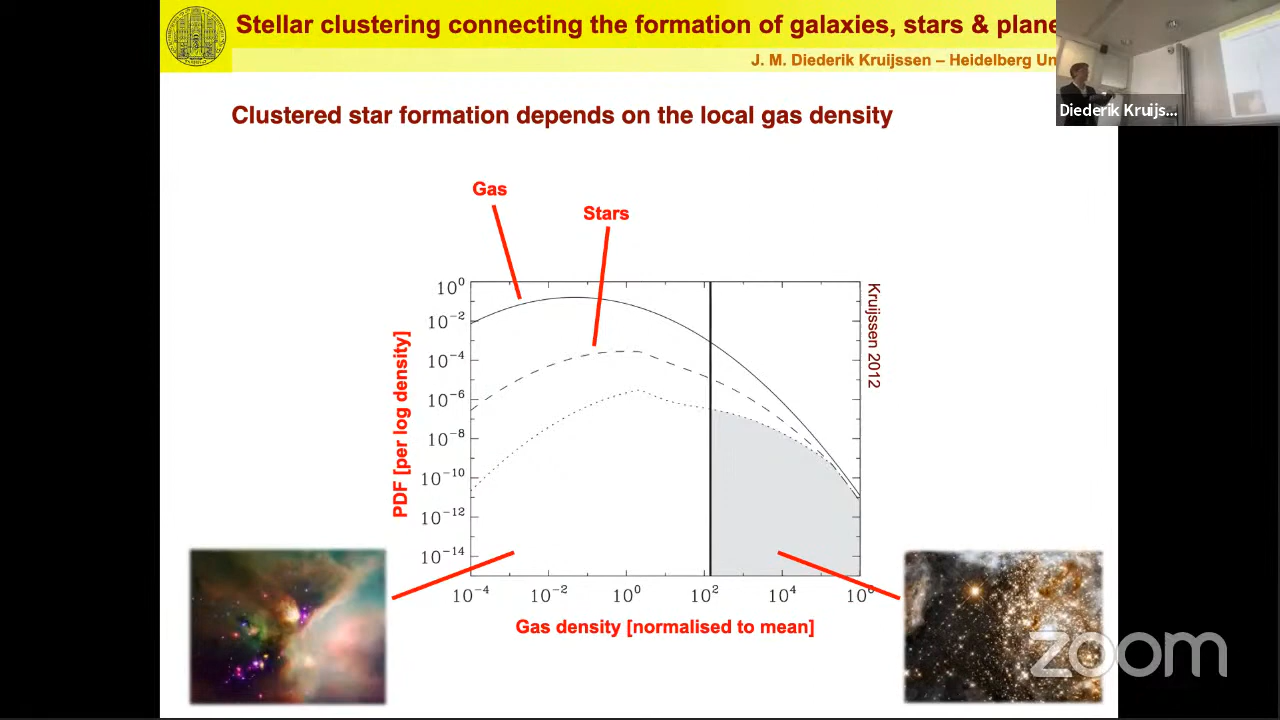 Stellar clustering connecting the formation of galaxies, stars & plane
J. M. Diederik Kruijssen – Heidelberg Un
Diederik Kruijs...
Clustered star formation depends on the local gas density
Gas
Stars
10⁰
10⁻²
10⁻⁴
10⁻⁶
10⁻⁸
10⁻¹⁰
10⁻¹²
10⁻¹⁴
PDF [per log density]
Kruijssen 2012
10⁻⁴ 10⁻² 10⁰ 10² 10⁴ 10⁶
Gas density [normalised to mean]
zoom